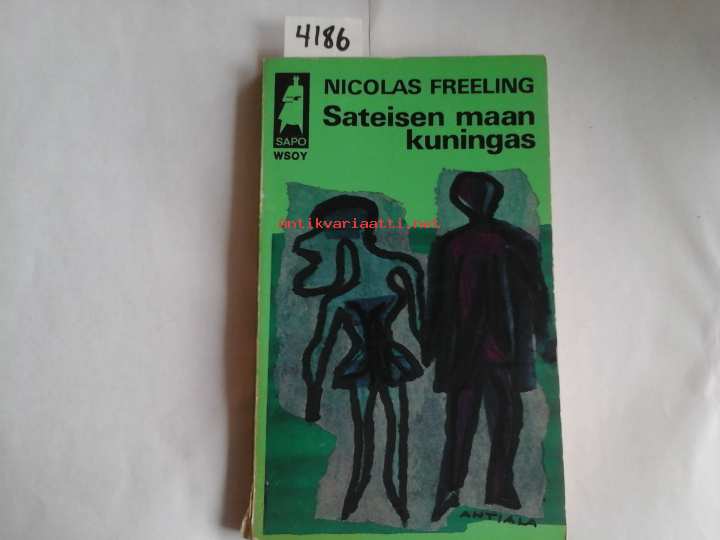 4186
NICOLAS FREELING
Sateisen maan
kuningas
SAPO
WSOY
Antikvariaatti.net
ANTIALA